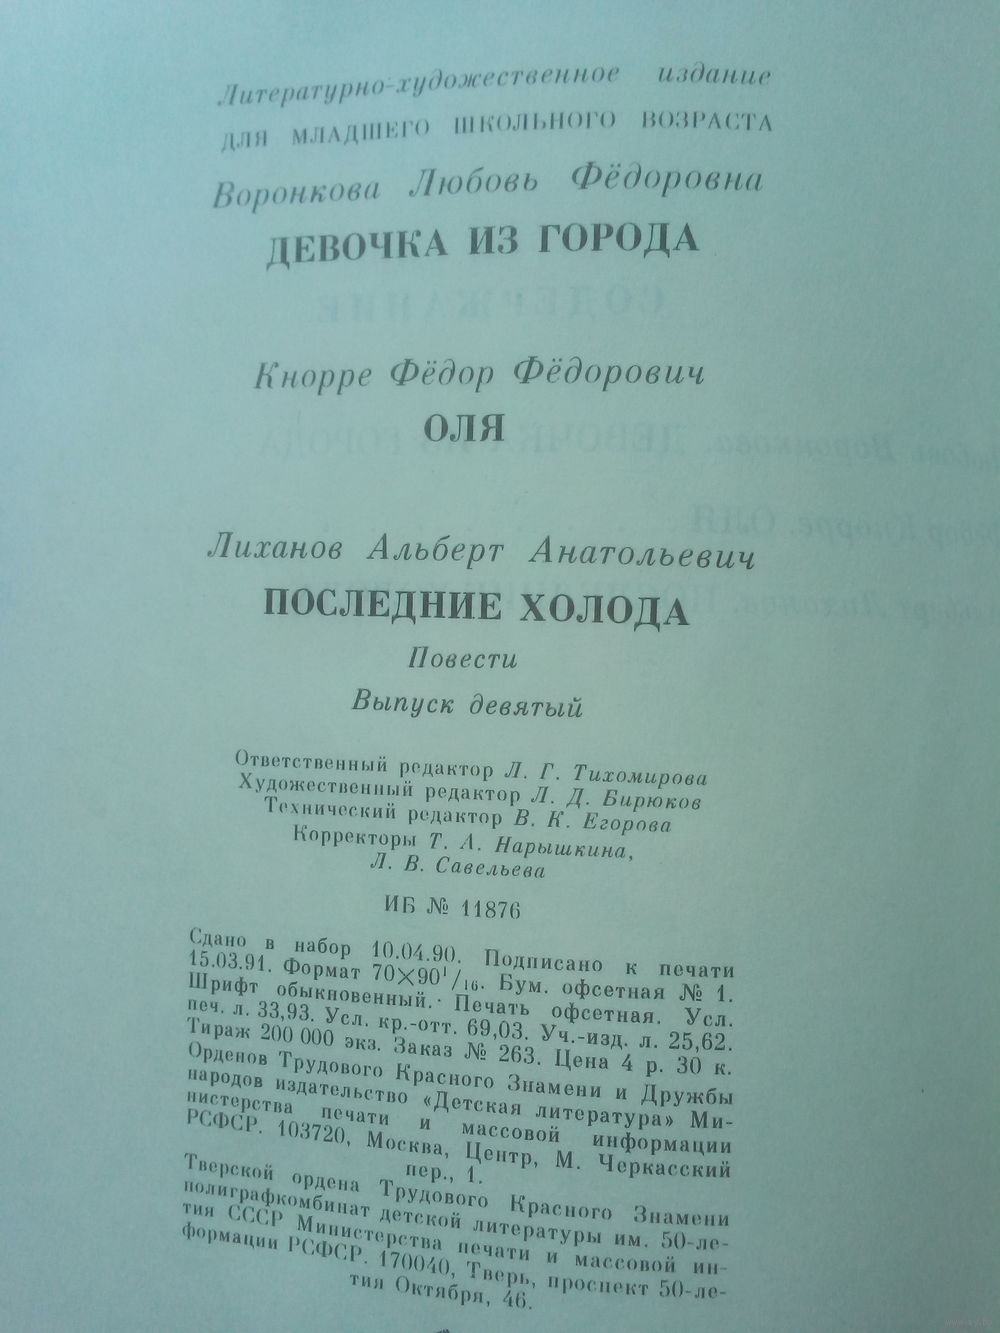 Литературно-художественное издание
ДЛЯ МЛАДШЕГО ШКОЛЬНОГО ВОЗРАСТА
Воронкова Любовь Фёдоровна
ДЕВОЧКА ИЗ ГОРОДА
СОДЕРЖАНИЕ
Кнорре Фёдор Фёдорович
ОЛЯ
Лиханов Альберт Анатольевич
ПОСЛЕДНИЕ ХОЛОДА
Повести
Выпуск девятый
Ответственный редактор Л. Г. Тихомирова
Художественный редактор Л. Д. Бирюков
Технический редактор В. К. Егорова
Корректоры Т. А. Нарышкина,
Л. В. Савельева
ИБ № 11876
Сдано в набор 10.04.90. Подписано к печати
15.03.91. Формат 70×90¹/₁₆. Бум. офсетная № 1.
Шрифт обыкновенный. Печать офсетная. Усл.
печ. л. 33,93. Усл. кр.-отт. 69,03. Уч.-изд. л. 25,62.
Тираж 200 000 экз. Заказ № 263. Цена 4 р. 30 к.
Орденов Трудового Красного Знамени и Дружбы
народов издательство «Детская литература» Ми-
нистерства печати и массовой информации
РСФСР. 103720, Москва, Центр, М. Черкасский
пер., 1.
Тверской ордена Трудового Красного Знамени
полиграфкомбинат детской литературы им. 50-ле-
тия СССР Министерства печати и массовой ин-
формации РСФСР. 170040, Тверь, проспект 50-ле-
тия Октября, 46.